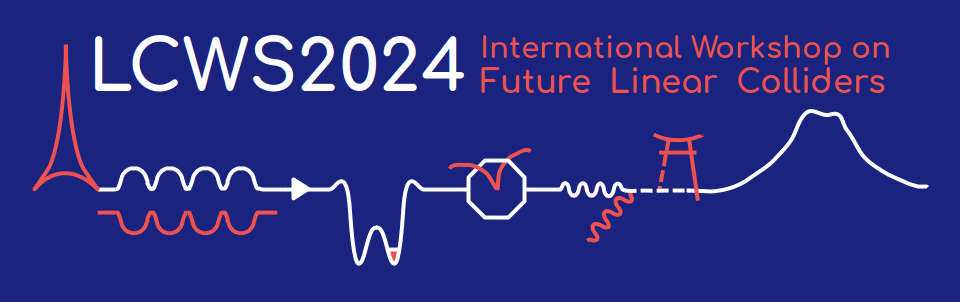 LCWS2024
International Workshop on
Future Linear Colliders